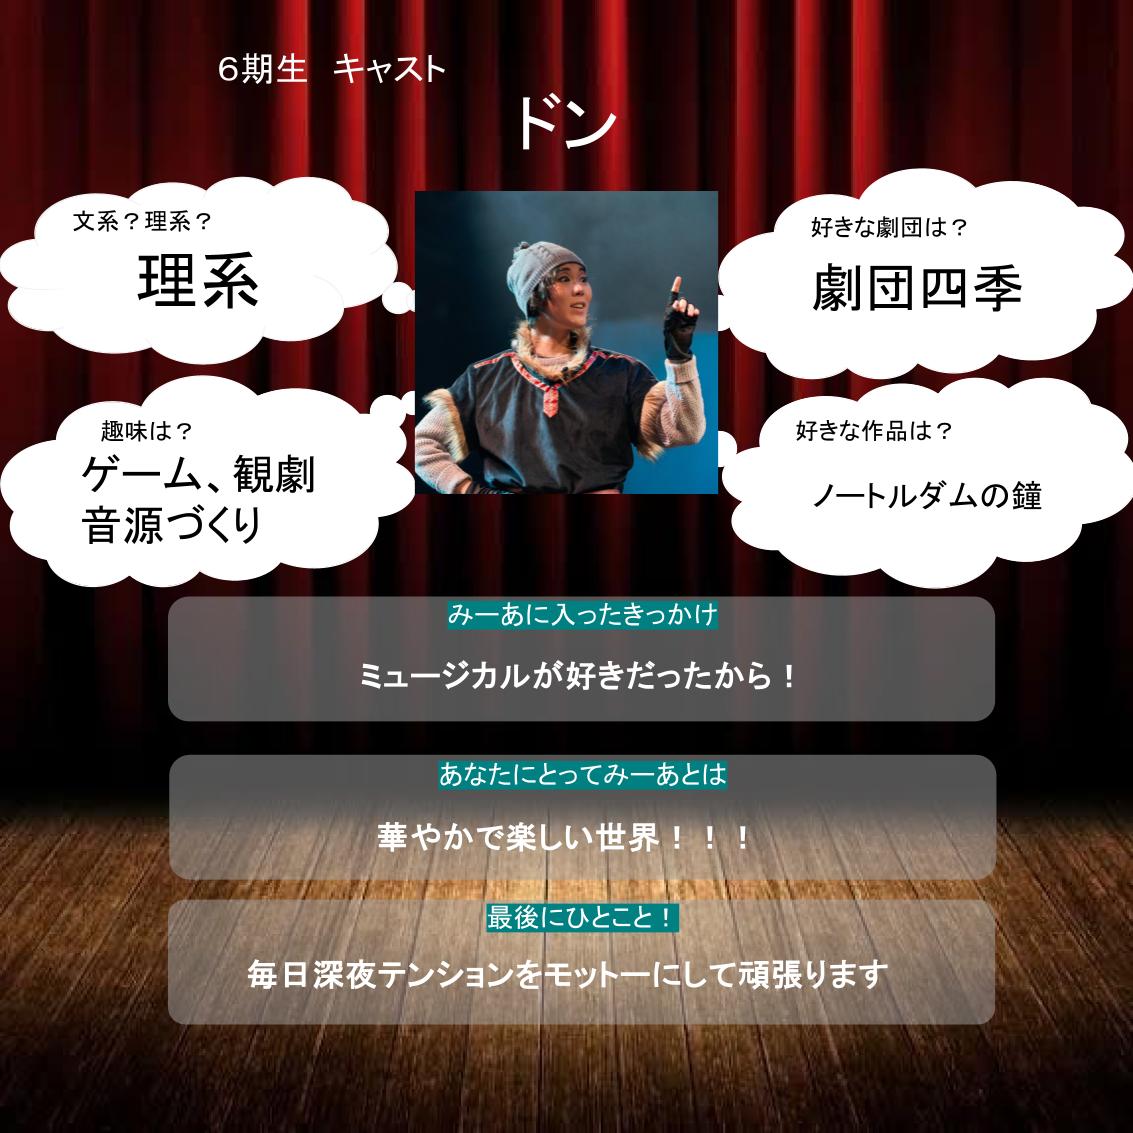 ６期生　キャスト
ドン
文系？理系？
理系
好きな劇団は？
劇団四季
趣味は？
ゲーム、観劇
音源づくり
好きな作品は？
ノートルダムの鐘
みーあに入ったきっかけ
ミュージカルが好きだったから！
あなたにとってみーあとは
華やかで楽しい世界！！！
最後にひとこと！
毎日深夜テンションをモットーにして頑張ります